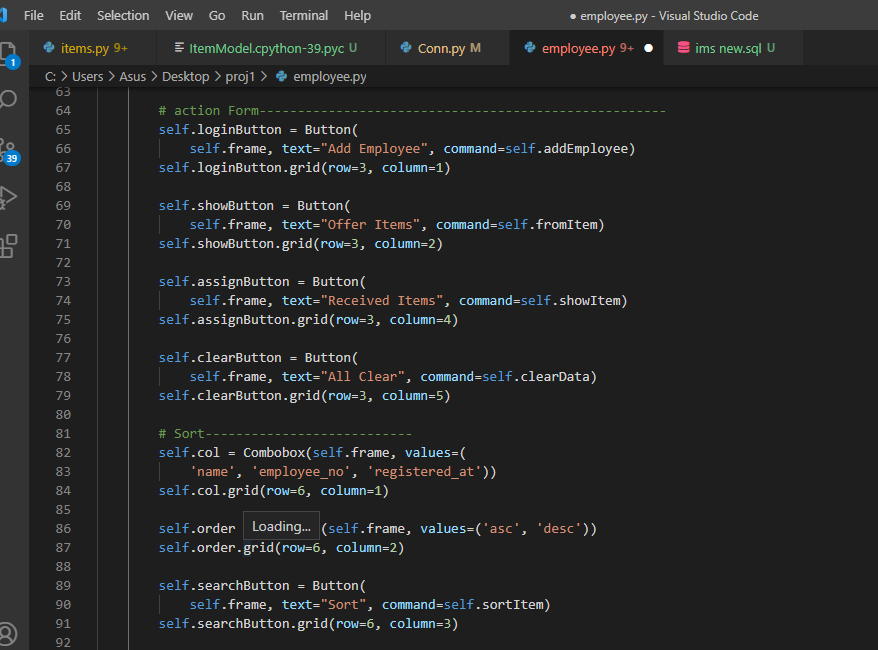 File Edit Selection View Go Run Terminal Help ● employee.py - Visual Studio Code
items.py 9+ ItemModel.cpython-39.pyc U Conn.py M employee.py 9+ ● ims new.sql U
C: > Users > Asus > Desktop > proj1 > employee.py
1
39
63
64 # action Form-----------------------------------------------------
65 self.loginButton = Button(
66 self.frame, text="Add Employee", command=self.addEmployee)
67 self.loginButton.grid(row=3, column=1)
68
69 self.showButton = Button(
70 self.frame, text="Offer Items", command=self.fromItem)
71 self.showButton.grid(row=3, column=2)
72
73 self.assignButton = Button(
74 self.frame, text="Received Items", command=self.showItem)
75 self.assignButton.grid(row=3, column=4)
76
77 self.clearButton = Button(
78 self.frame, text="All Clear", command=self.clearData)
79 self.clearButton.grid(row=3, column=5)
80
81 # Sort---------------------------
82 self.col = Combobox(self.frame, values=(
83 'name', 'employee_no', 'registered_at'))
84 self.col.grid(row=6, column=1)
85
86 self.order Loading... (self.frame, values=('asc', 'desc'))
87 self.order.grid(row=6, column=2)
88
89 self.searchButton = Button(
90 self.frame, text="Sort", command=self.sortItem)
91 self.searchButton.grid(row=6, column=3)
92